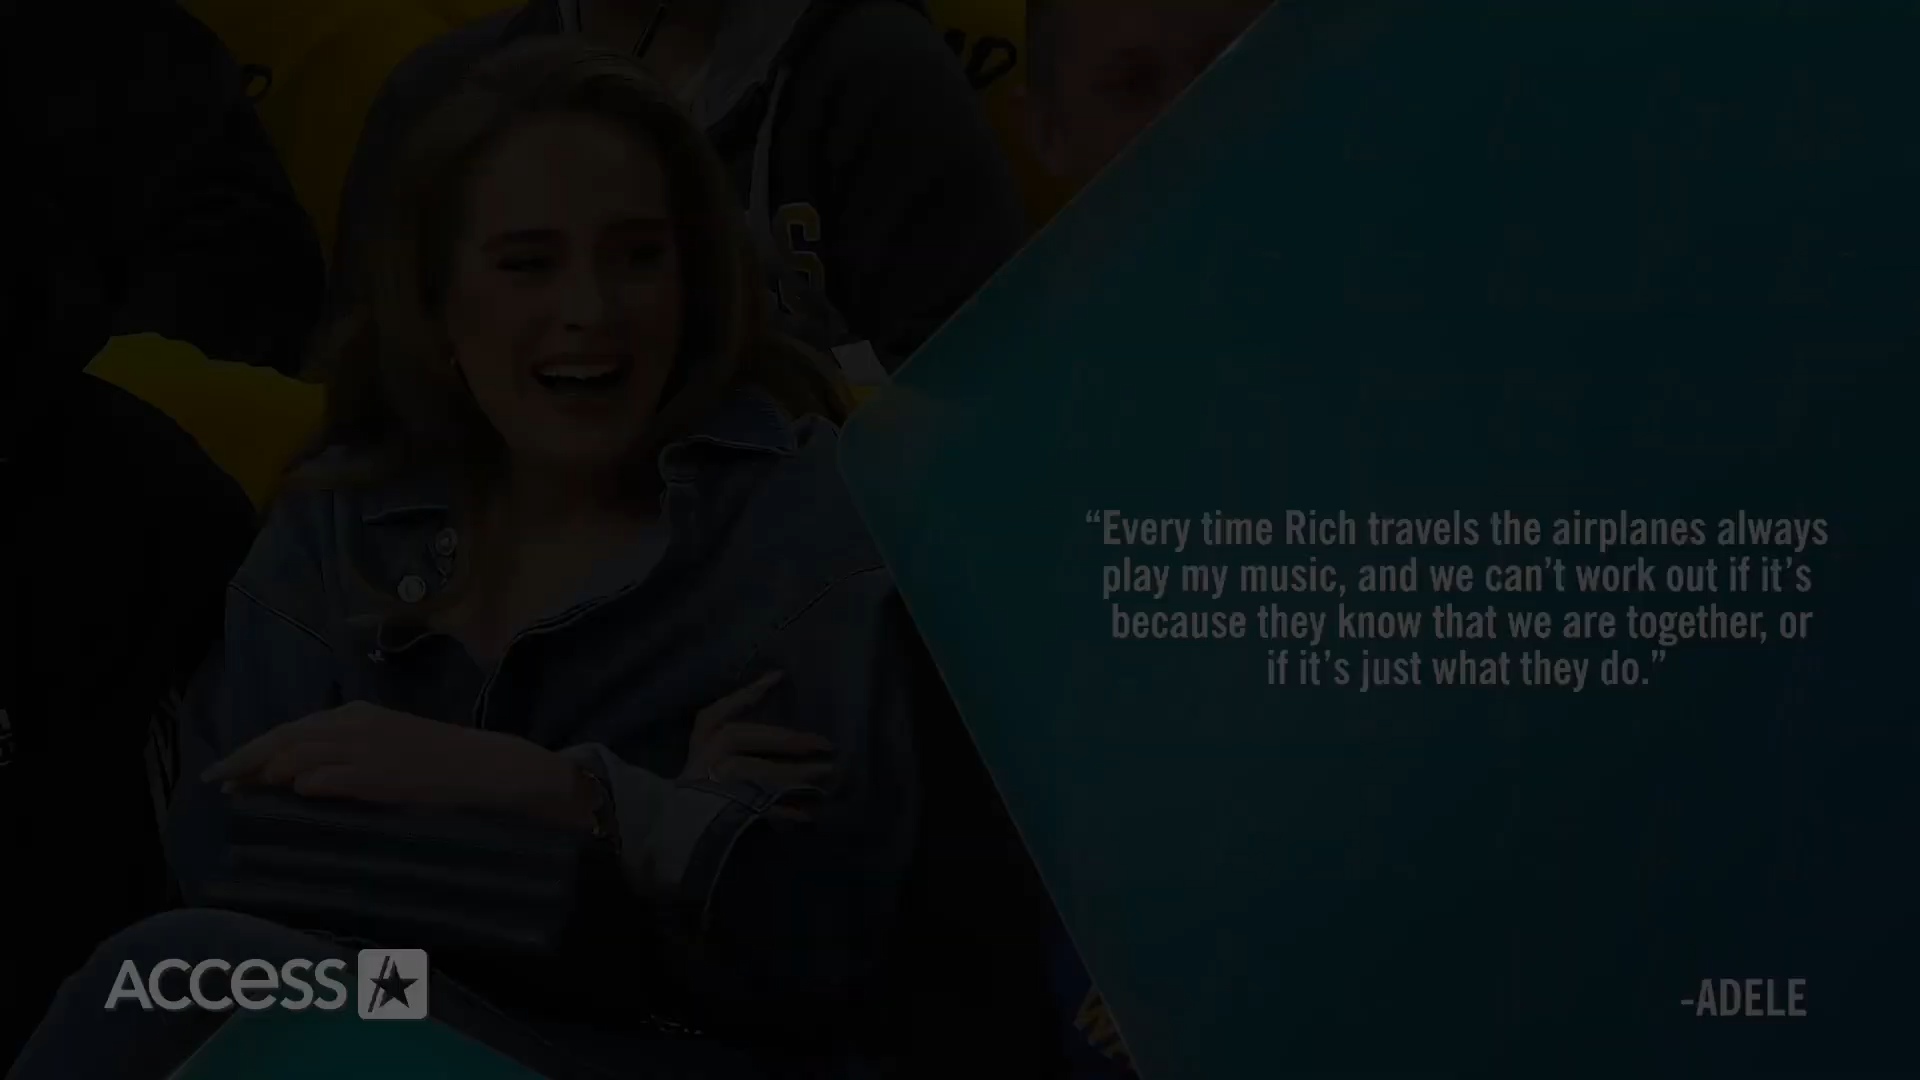 “Every time Rich travels the airplanes always
play my music, and we can’t work out if it’s
because they know that we are together, or
if it’s just what they do.”
ACCESS
-ADELE